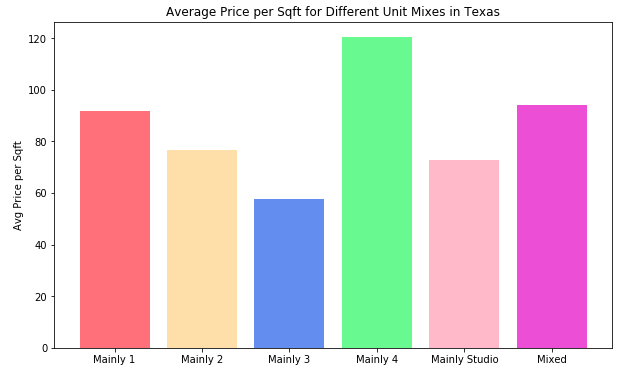 Average Price per Sqft for Different Unit Mixes in Texas
Avg Price per Sqft
120
100
80
60
40
20
0
Mainly 1 Mainly 2 Mainly 3 Mainly 4 Mainly Studio Mixed